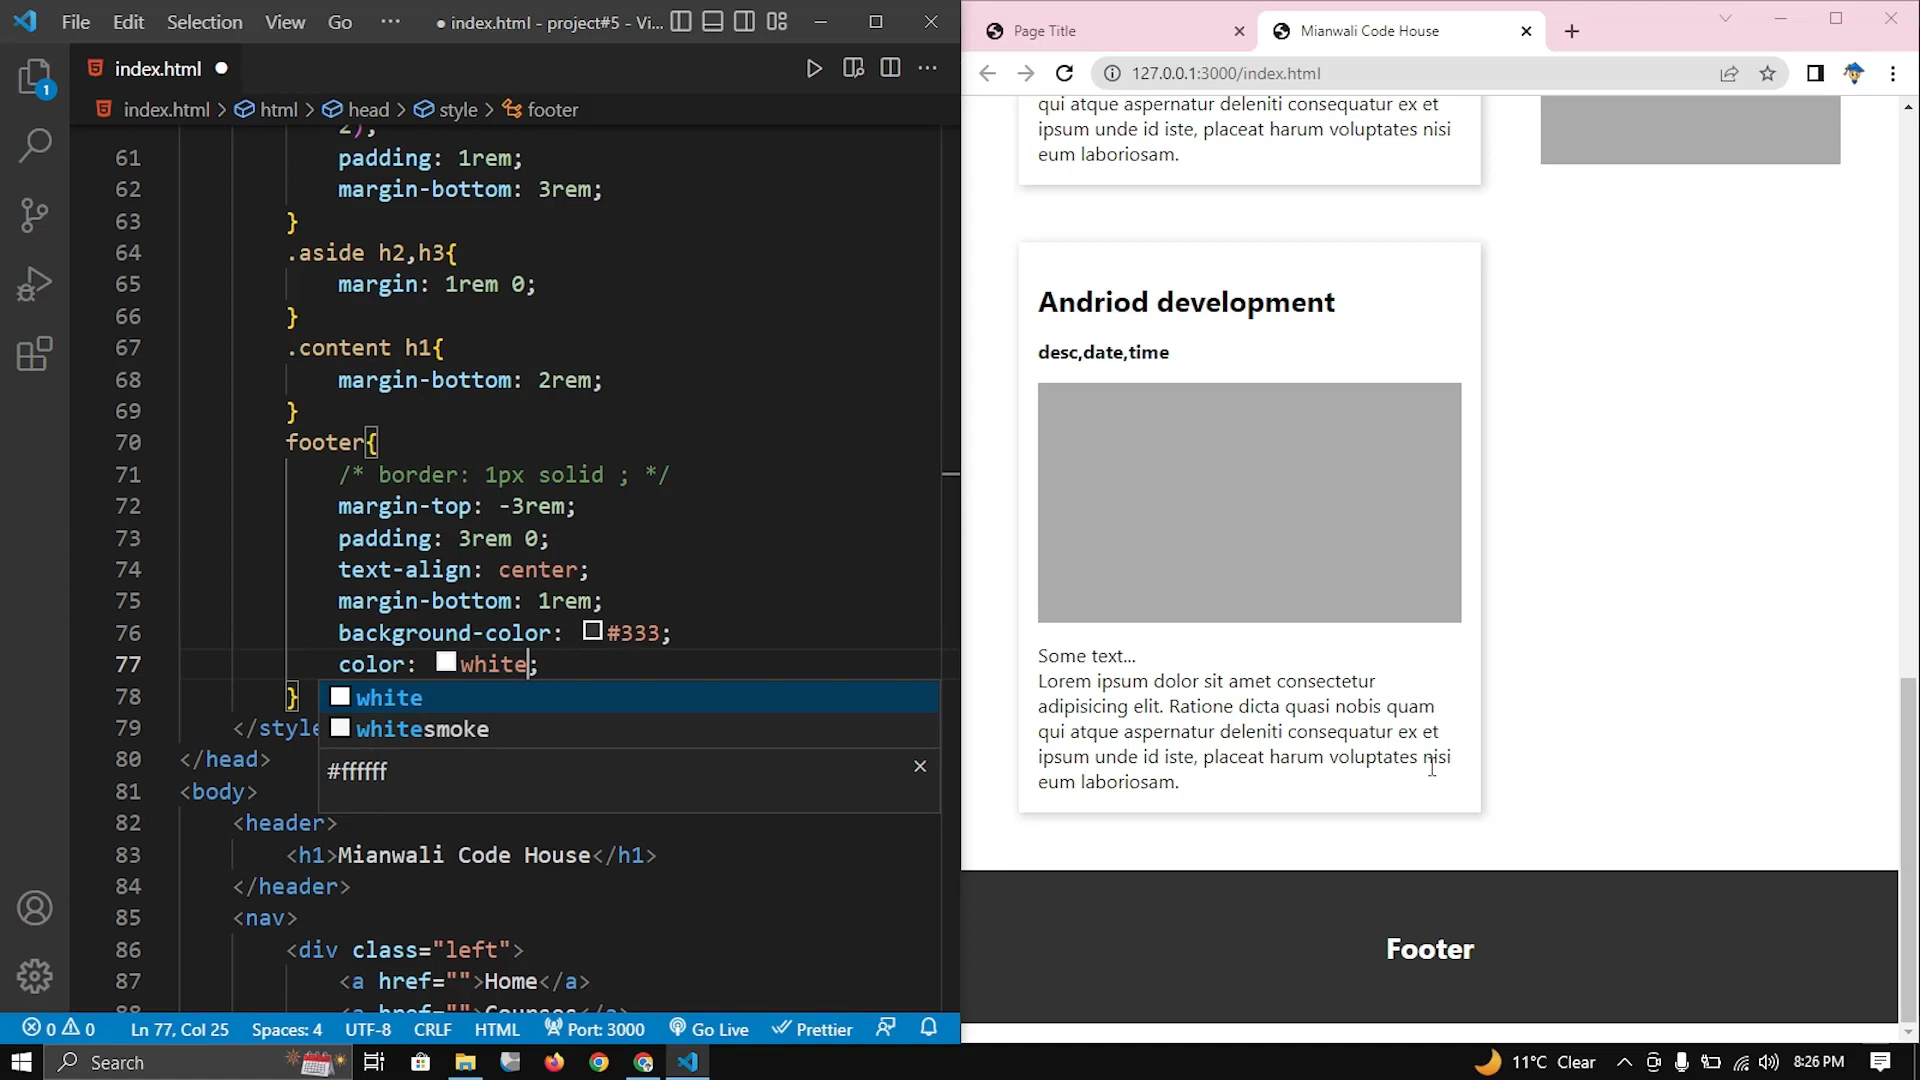 File Edit Selection View Go ··· ● index.html - project#5 - Vi...
index.html
index.html > html > head > style > footer
1
2),
61 padding: 1rem;
62 margin-bottom: 3rem;
63 }
64 .aside h2,h3{
65 margin: 1rem 0;
66 }
67 .content h1{
68 margin-bottom: 2rem;
69 }
70 footer{
71 /* border: 1px solid ; */
72 margin-top: -3rem;
73 padding: 3rem 0;
74 text-align: center;
75 margin-bottom: 1rem;
76 background-color: #333;
77 color: white;
78 }
white
whitesmoke
#ffffff
79 </style
80 </head>
81 <body>
82 <header>
83 <h1>Mianwali Code House</h1>
84 </header>
85 <nav>
86 <div class="left">
87 <a href="">Home</a>
88 <a href="">Courses</a>
0 0 Ln 77, Col 25 Spaces: 4 UTF-8 CRLF HTML Port: 3000 Go Live Prettier
Page Title
Mianwali Code House
127.0.0.1:3000/index.html
qui atque aspernatur deleniti consequatur ex et
ipsum unde id iste, placeat harum voluptates nisi
eum laboriosam.
Andriod development
desc,date,time
Some text...
Lorem ipsum dolor sit amet consectetur
adipisicing elit. Ratione dicta quasi nobis quam
qui atque aspernatur deleniti consequatur ex et
ipsum unde id iste, placeat harum voluptates nisi
eum laboriosam.
Footer
Search
11°C Clear
8:26 PM